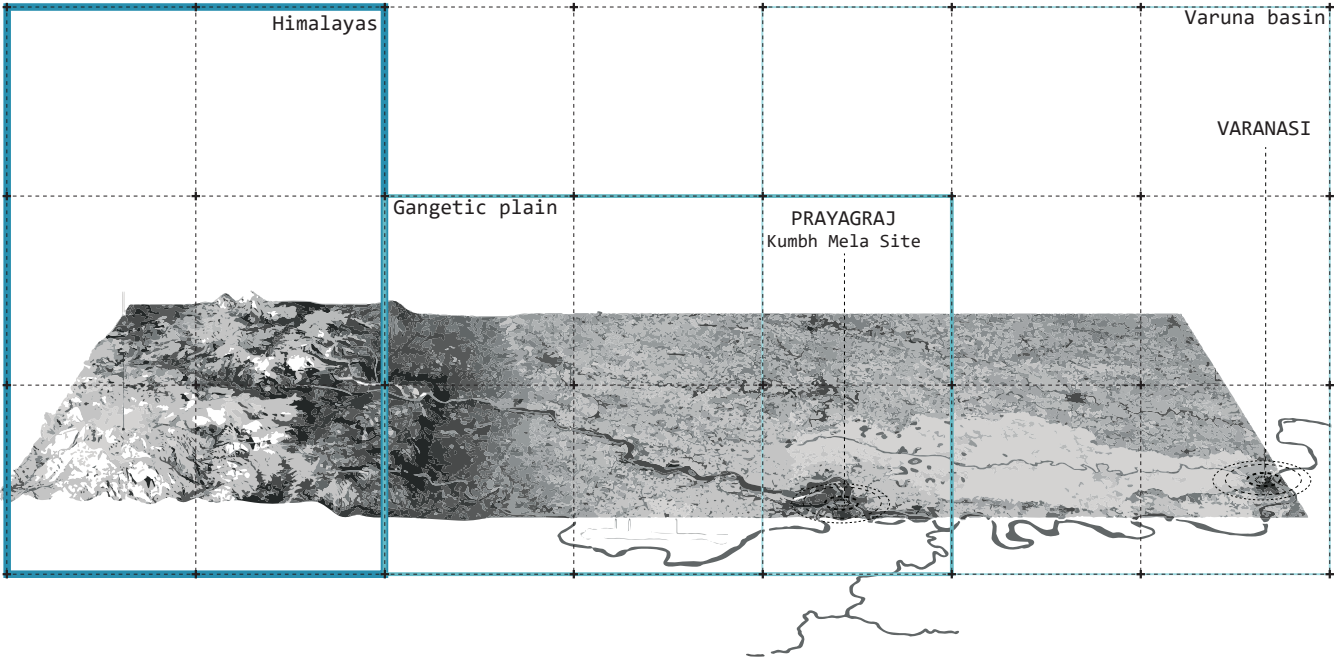 Himalayas
Varuna basin
VARANASI
Gangetic plain
PRAYAGRAJ
Kumbh Mela Site